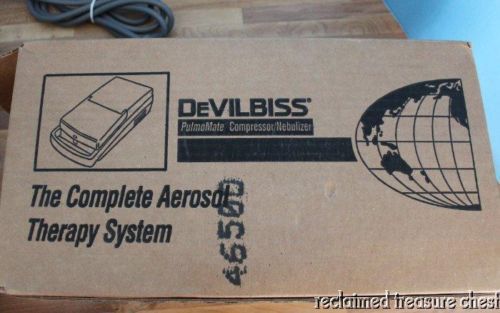 DeVILBISS®
PulmoMate Compressor/Nebulizer
The Complete Aerosol
Therapy System
4650D
reclaimed treasure chest